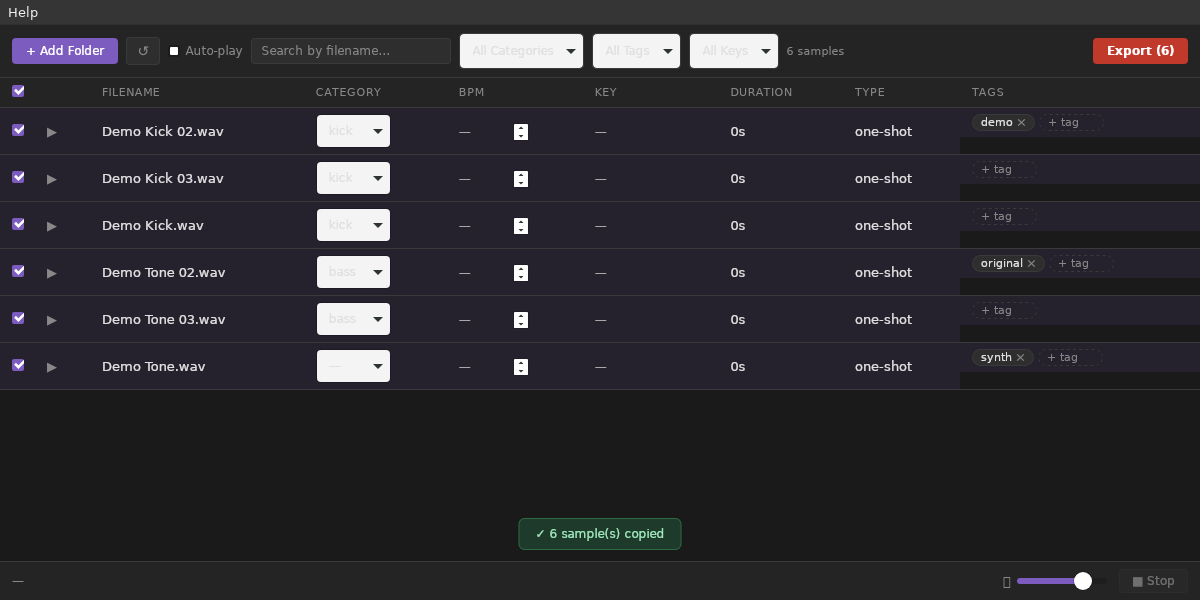 Help
+ Add Folder ↺ Auto-play Search by filename... All Categories All Tags All Keys 6 samples Export (6)
FILENAME CATEGORY BPM KEY DURATION TYPE TAGS
▶ Demo Kick 02.wav kick — — 0s one-shot demo × + tag
▶ Demo Kick 03.wav kick — — 0s one-shot + tag
▶ Demo Kick.wav kick — — 0s one-shot + tag
▶ Demo Tone 02.wav bass — — 0s one-shot original × + tag
▶ Demo Tone 03.wav bass — — 0s one-shot + tag
▶ Demo Tone.wav — — — 0s one-shot synth × + tag
✓ 6 sample(s) copied
— ■ Stop